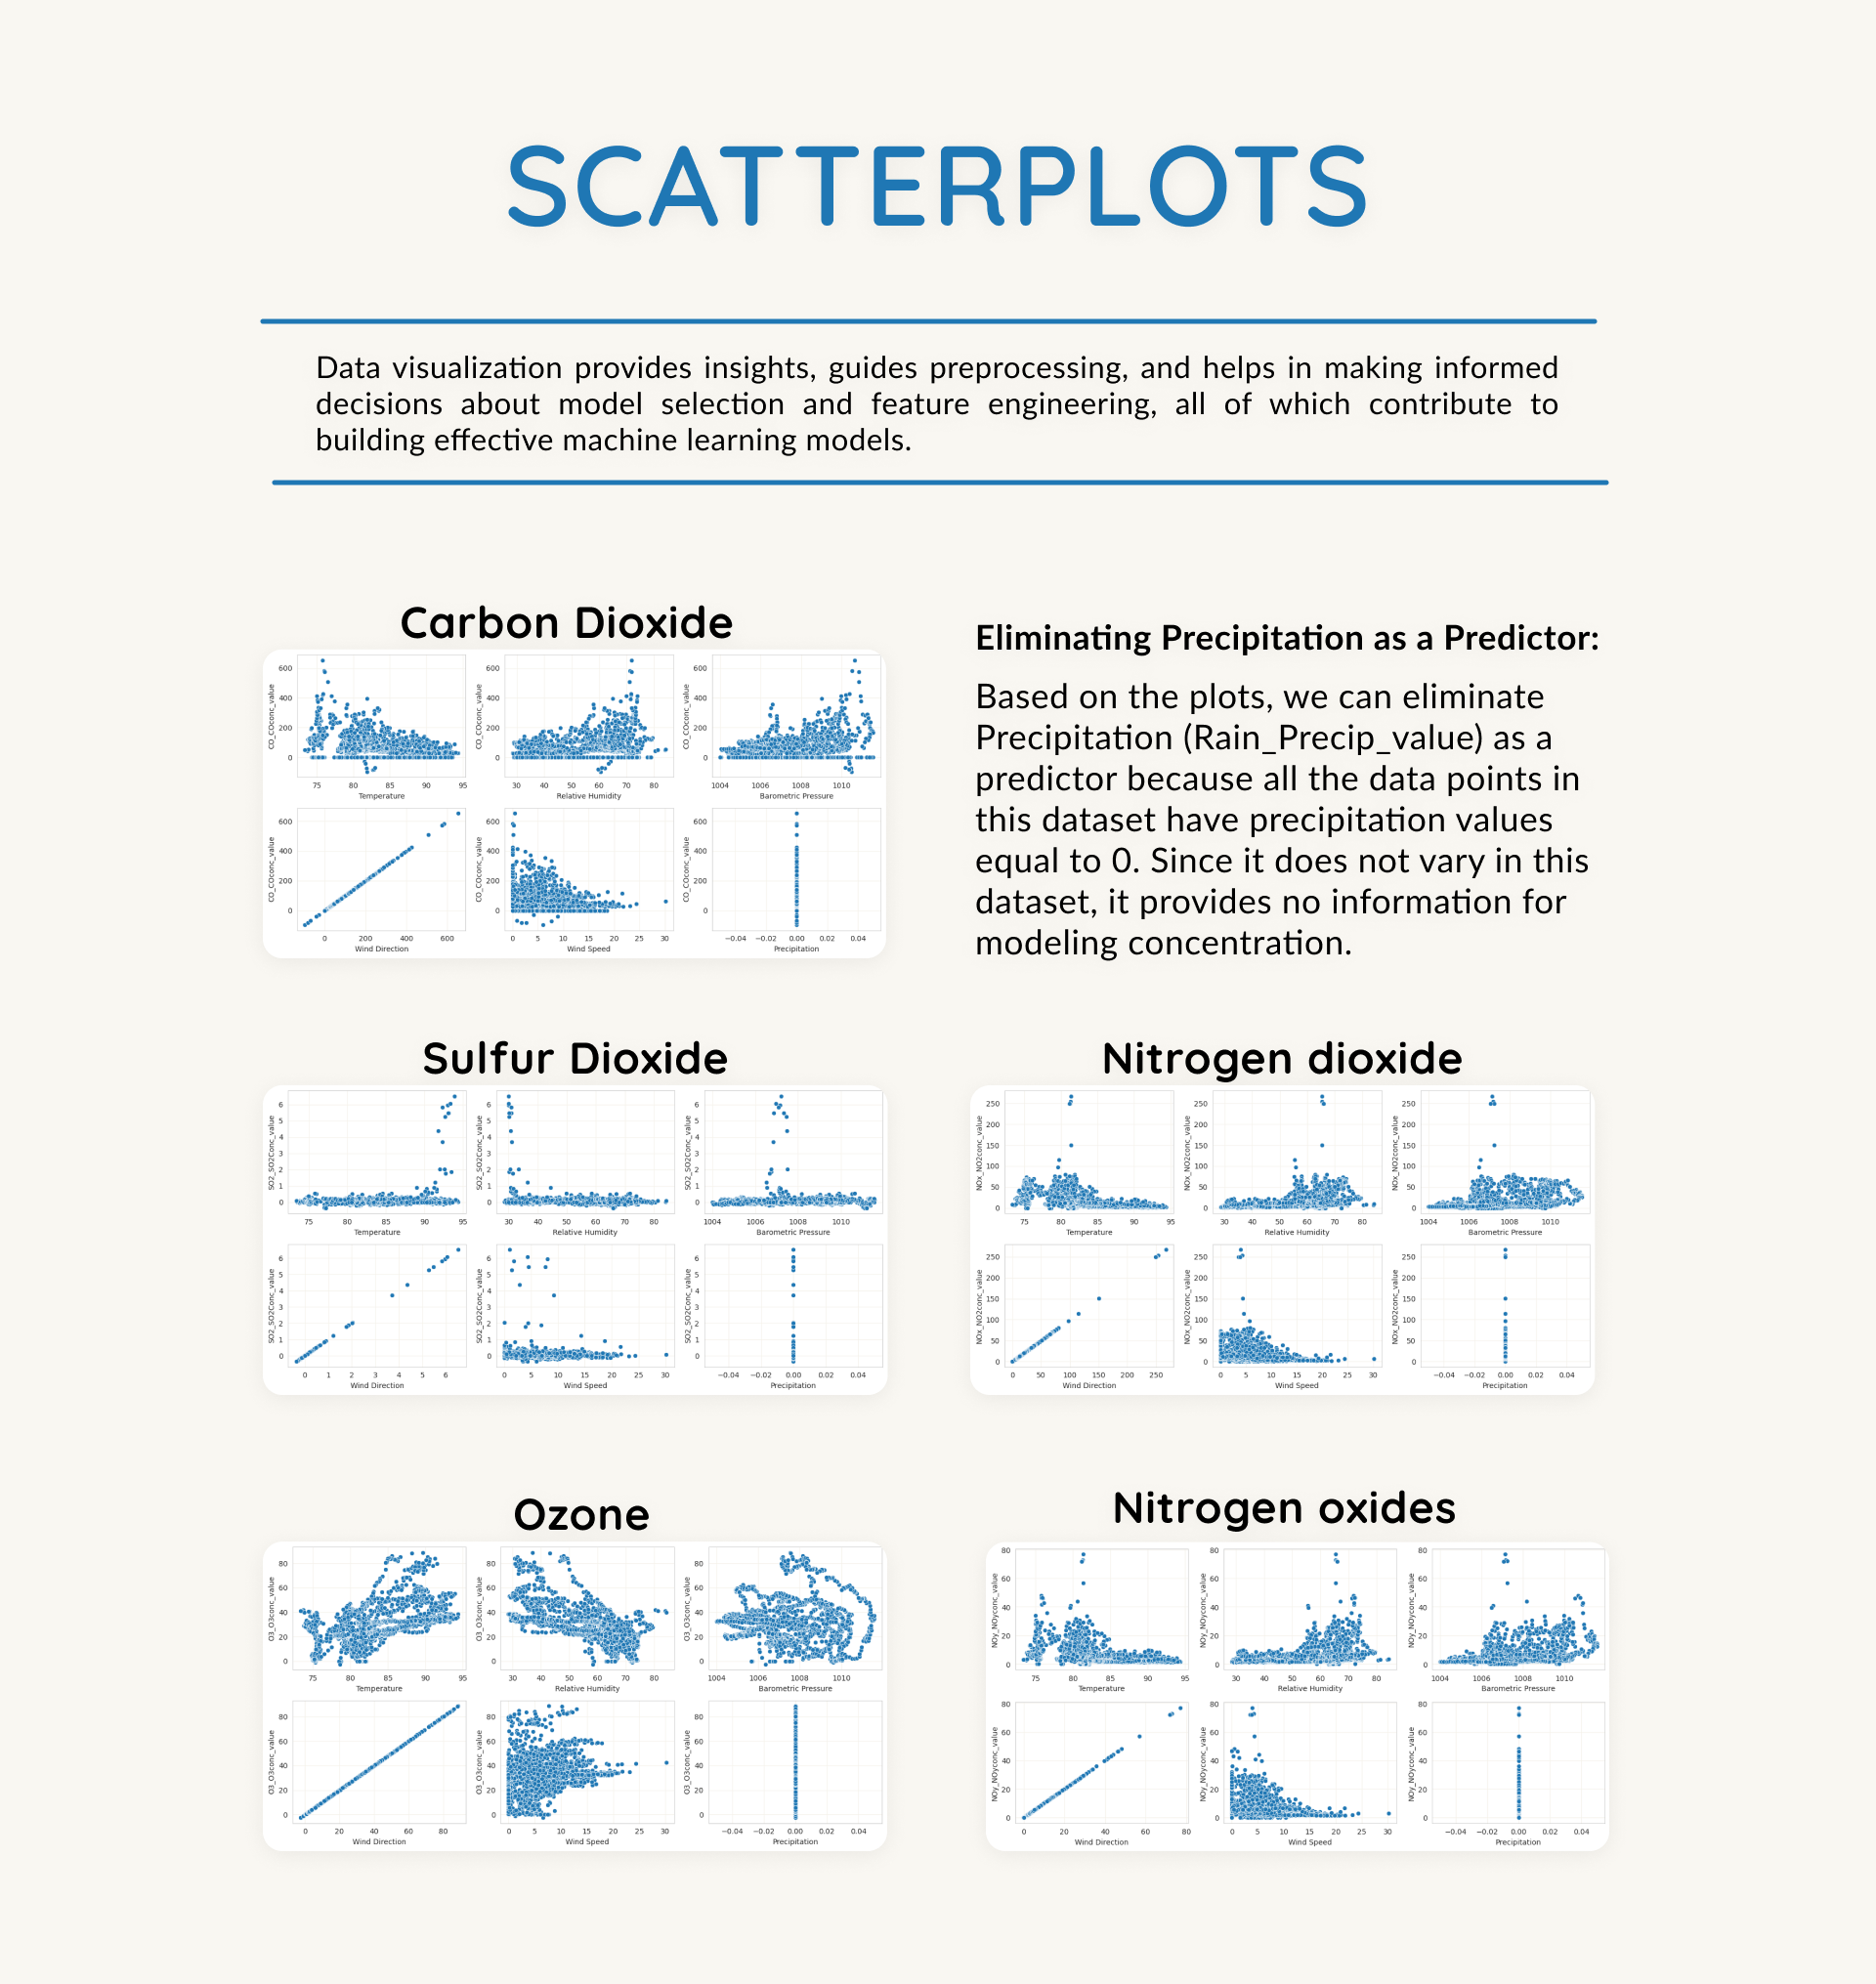 SCATTERPLOTS
Data visualization provides insights, guides preprocessing, and helps in making informed
decisions about model selection and feature engineering, all of which contribute to
building effective machine learning models.
Carbon Dioxide
600
400
200
0
CO_COconc_value
75 80 85 90 95
Temperature
CO_COconc_value
30 40 50 60 70 80
Relative Humidity
600
400
200
0
CO_COconc_value
1004 1006 1008 1010
Barometric Pressure
600
400
200
0
CO_COconc_value
0 200 400 600
Wind Direction
600
400
200
0
CO_COconc_value
0 5 10 15 20 25 30
Wind Speed
600
400
200
0
CO_COconc_value
−0.04 −0.02 0.00 0.02 0.04
Precipitation
Eliminating Precipitation as a Predictor:
Based on the plots, we can eliminate
Precipitation (Rain_Precip_value) as a
predictor because all the data points in
this dataset have precipitation values
equal to 0. Since it does not vary in this
dataset, it provides no information for
modeling concentration.
Sulfur Dioxide
6
5
4
3
2
1
0
SO2_SO2Conc_value
75 80 85 90 95
Temperature
6
5
4
3
2
1
0
SO2_SO2Conc_value
30 40 50 60 70 80
Relative Humidity
6
5
4
3
2
1
0
SO2_SO2Conc_value
1004 1006 1008 1010
Barometric Pressure
6
5
4
3
2
1
0
SO2_SO2Conc_value
0 1 2 3 4 5 6
Wind Direction
6
5
4
3
2
1
0
SO2_SO2Conc_value
0 5 10 15 20 25 30
Wind Speed
6
5
4
3
2
1
0
SO2_SO2Conc_value
−0.04 −0.02 0.00 0.02 0.04
Precipitation
Nitrogen dioxide
250
200
150
100
50
0
NOx_NO2conc_value
75 80 85 90 95
Temperature
250
200
150
100
50
0
NOx_NO2conc_value
30 40 50 60 70 80
Relative Humidity
250
200
150
100
50
0
NOx_NO2conc_value
1004 1006 1008 1010
Barometric Pressure
250
200
150
100
50
0
NOx_NO2conc_value
0 50 100 150 200 250
Wind Direction
250
200
150
100
50
0
NOx_NO2conc_value
0 5 10 15 20 25 30
Wind Speed
250
200
150
100
50
0
NOx_NO2conc_value
−0.04 −0.02 0.00 0.02 0.04
Precipitation
Ozone
80
60
40
20
0
O3_O3conc_value
75 80 85 90 95
Temperature
80
60
40
20
0
O3_O3conc_value
30 40 50 60 70 80
Relative Humidity
80
60
40
20
0
O3_O3conc_value
1004 1006 1008 1010
Barometric Pressure
80
60
40
20
0
O3_O3conc_value
0 20 40 60 80
Wind Direction
80
60
40
20
0
O3_O3conc_value
0 5 10 15 20 25 30
Wind Speed
80
60
40
20
0
O3_O3conc_value
−0.04 −0.02 0.00 0.02 0.04
Precipitation
Nitrogen oxides
80
60
40
20
0
NOy_NOyconc_value
75 80 85 90 95
Temperature
80
60
40
20
0
NOy_NOyconc_value
30 40 50 60 70 80
Relative Humidity
80
60
40
20
0
NOy_NOyconc_value
1004 1006 1008 1010
Barometric Pressure
80
60
40
20
0
NOy_NOyconc_value
0 20 40 60 80
Wind Direction
80
60
40
20
0
NOy_NOyconc_value
0 5 10 15 20 25 30
Wind Speed
80
60
40
20
0
NOy_NOyconc_value
−0.04 −0.02 0.00 0.02 0.04
Precipitation